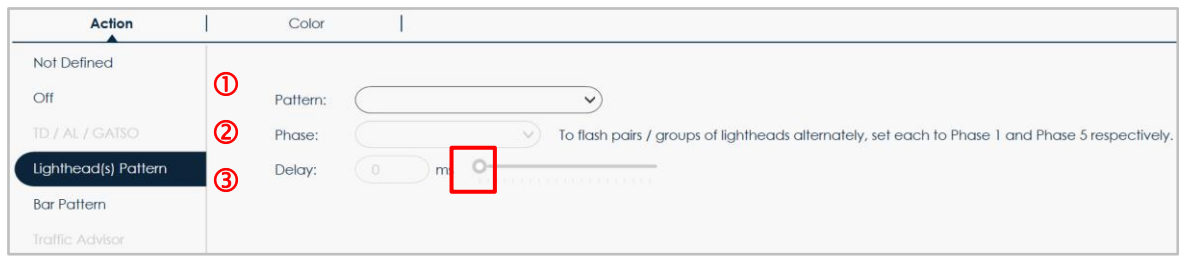 Action | Color |
Not Defined
Off
① Pattern:
TD / AL / GATSO
② Phase: To flash pairs / groups of lightheads alternately, set each to Phase 1 and Phase 5 respectively.
Lighthead(s) Pattern
③ Delay: 0 ms
Bar Pattern
Traffic Advisor